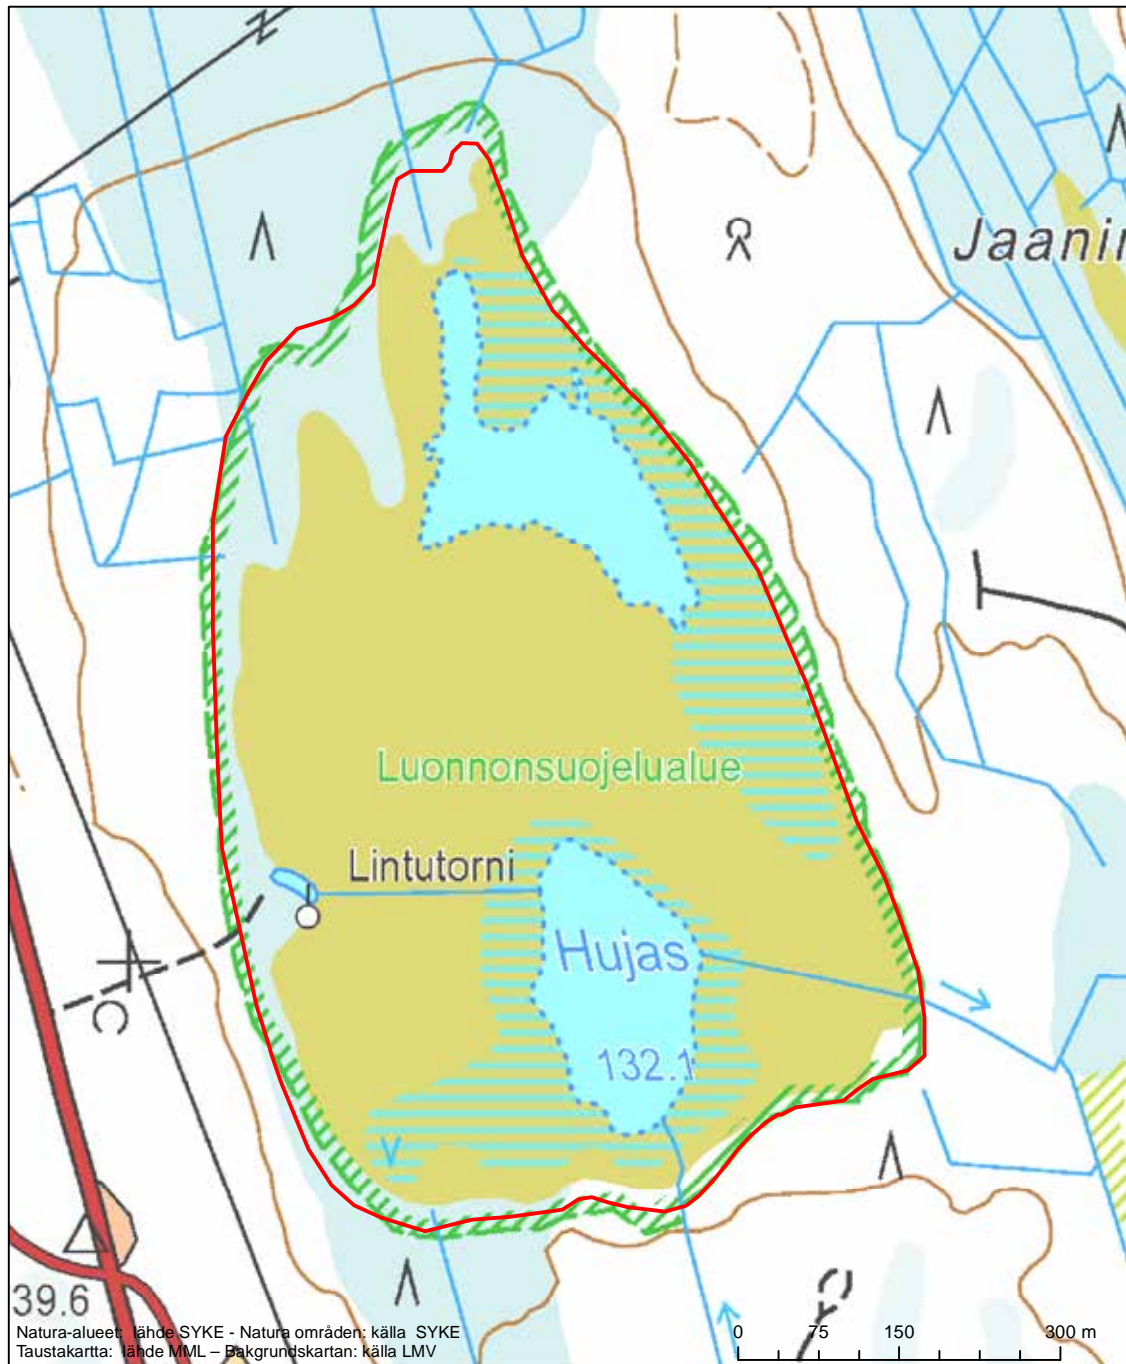 Jaanin
Luonnonsuojelualue
Lintutorni
Hujas
132.1
39.6
Natura-alueet: lähde SYKE - Natura områden: källa SYKE
Taustakartta: lähde MML – Bakgrundskartan: källa LMV
0 75 150 300 m